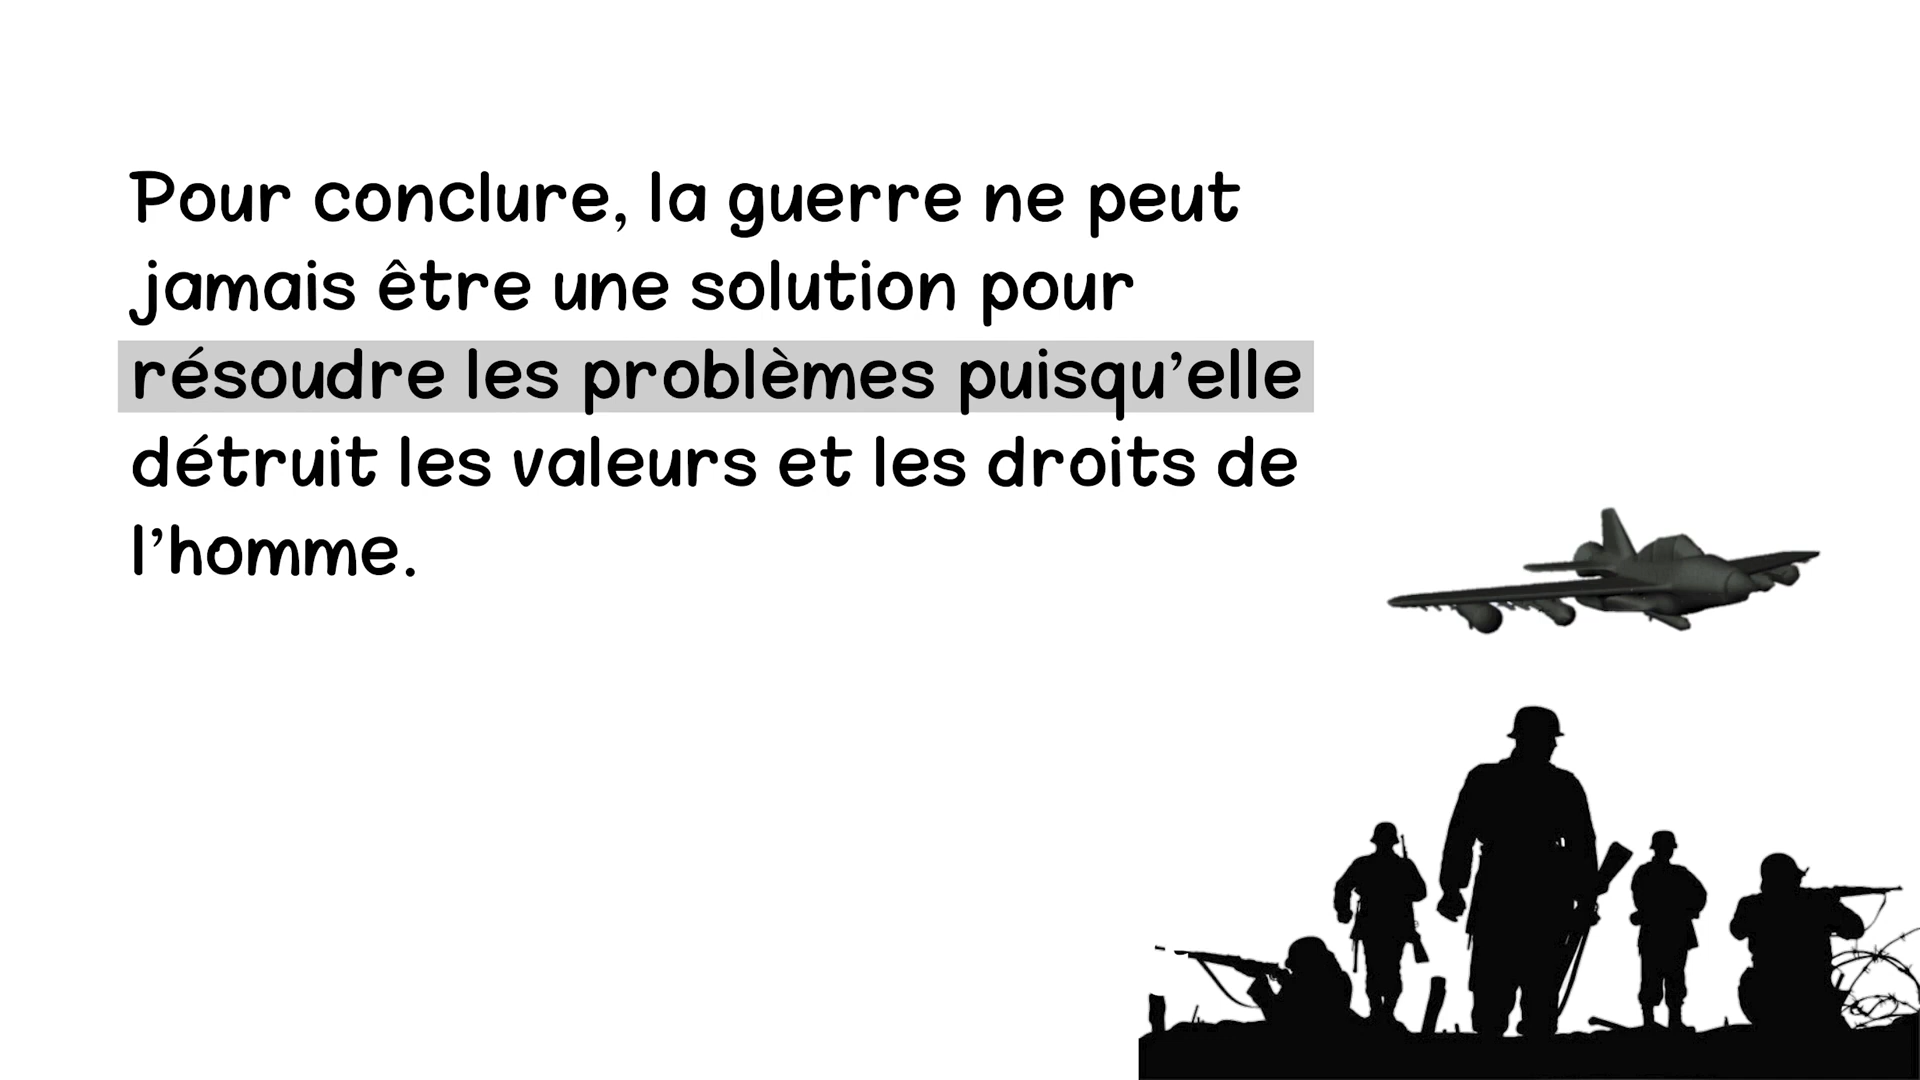 Pour conclure, la guerre ne peut
jamais être une solution pour
résoudre les problèmes puisqu’elle
détruit les valeurs et les droits de
l’homme.